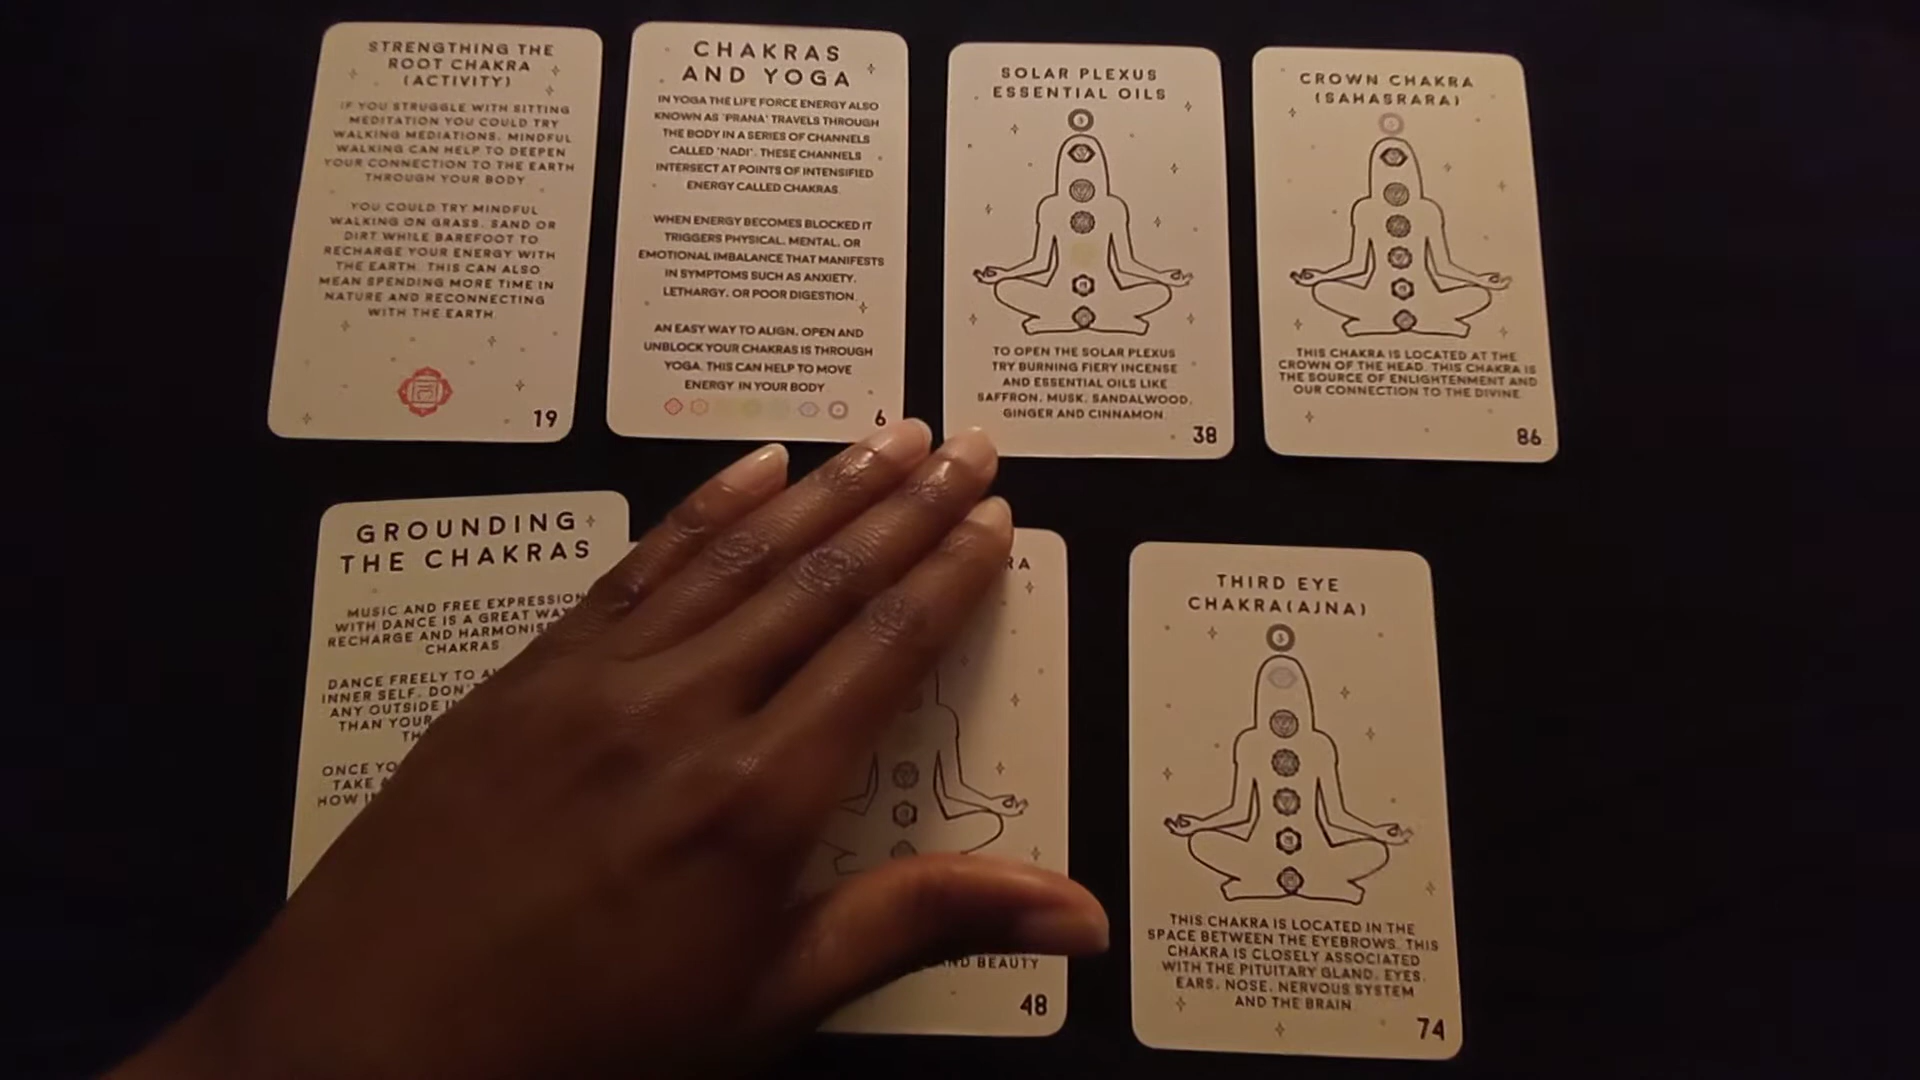 STRENGTHING THE
ROOT CHAKRA
(ACTIVITY)
IF YOU STRUGGLE WITH SITTING
MEDITATION YOU COULD TRY
WALKING MEDIATIONS. MINDFUL
WALKING CAN HELP TO DEEPEN
YOUR CONNECTION TO THE EARTH
THROUGH YOUR BODY
YOU COULD TRY MINDFUL
WALKING ON GRASS, SAND OR
DIRT WHILE BAREFOOT TO
RECHARGE YOUR ENERGY WITH
THE EARTH. THIS CAN ALSO
MEAN SPENDING MORE TIME IN
NATURE AND RECONNECTING
WITH THE EARTH
19
CHAKRAS
AND YOGA
IN YOGA THE LIFE FORCE ENERGY ALSO
KNOWN AS 'PRANA' TRAVELS THROUGH
THE BODY IN A SERIES OF CHANNELS
CALLED 'NADI'. THESE CHANNELS
INTERSECT AT POINTS OF INTENSIFIED
ENERGY CALLED CHAKRAS.
WHEN ENERGY BECOMES BLOCKED IT
TRIGGERS PHYSICAL, MENTAL, OR
EMOTIONAL IMBALANCE THAT MANIFESTS
IN SYMPTOMS SUCH AS ANXIETY,
LETHARGY, OR POOR DIGESTION.
AN EASY WAY TO ALIGN, OPEN AND
UNBLOCK YOUR CHAKRAS IS THROUGH
YOGA. THIS CAN HELP TO MOVE
ENERGY IN YOUR BODY
6
SOLAR PLEXUS
ESSENTIAL OILS
TO OPEN THE SOLAR PLEXUS
TRY BURNING FIERY INCENSE
AND ESSENTIAL OILS LIKE
SAFFRON, MUSK, SANDALWOOD,
GINGER AND CINNAMON
38
CROWN CHAKRA
(SAHASRARA)
THIS CHAKRA IS LOCATED AT THE
CROWN OF THE HEAD. THIS CHAKRA IS
THE SOURCE OF ENLIGHTENMENT AND
OUR CONNECTION TO THE DIVINE.
86
GROUNDING
THE CHAKRAS
MUSIC AND FREE EXPRESSION
WITH DANCE IS A GREAT WAY
RECHARGE AND HARMONISE
CHAKRAS
DANCE FREELY TO
INNER SELF. DON'T
ANY OUTSIDE
THAN YOUR
ONCE
TAKE
HOW
RA
AND BEAUTY
48
THIRD EYE
CHAKRA(AJNA)
THIS CHAKRA IS LOCATED IN THE
SPACE BETWEEN THE EYEBROWS. THIS
CHAKRA IS CLOSELY ASSOCIATED
WITH THE PITUITARY GLAND, EYES,
EARS, NOSE, NERVOUS SYSTEM
AND THE BRAIN
74